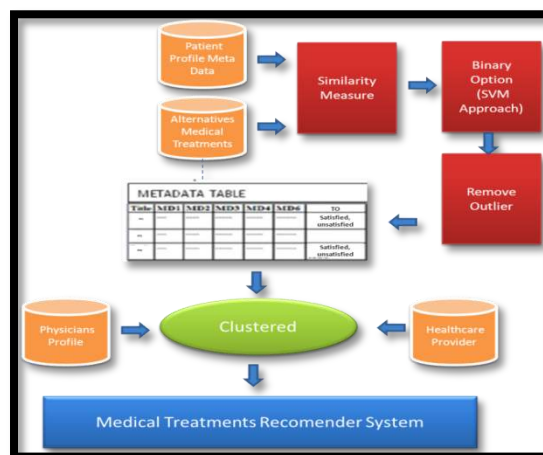 Patient
Profile Meta
Data
Alternatives
Medical
Treatments
Similarity
Measure
Binary
Option
(SVM
Approach)
Remove
Outlier
METADATA TABLE
Title MD1 MD2 MD3 MD4 MD6 TO
Satisfied,
unsatisfied
Satisfied,
unsatisfied
Physicians
Profile
Clustered
Healthcare
Provider
Medical Treatments Recomender System